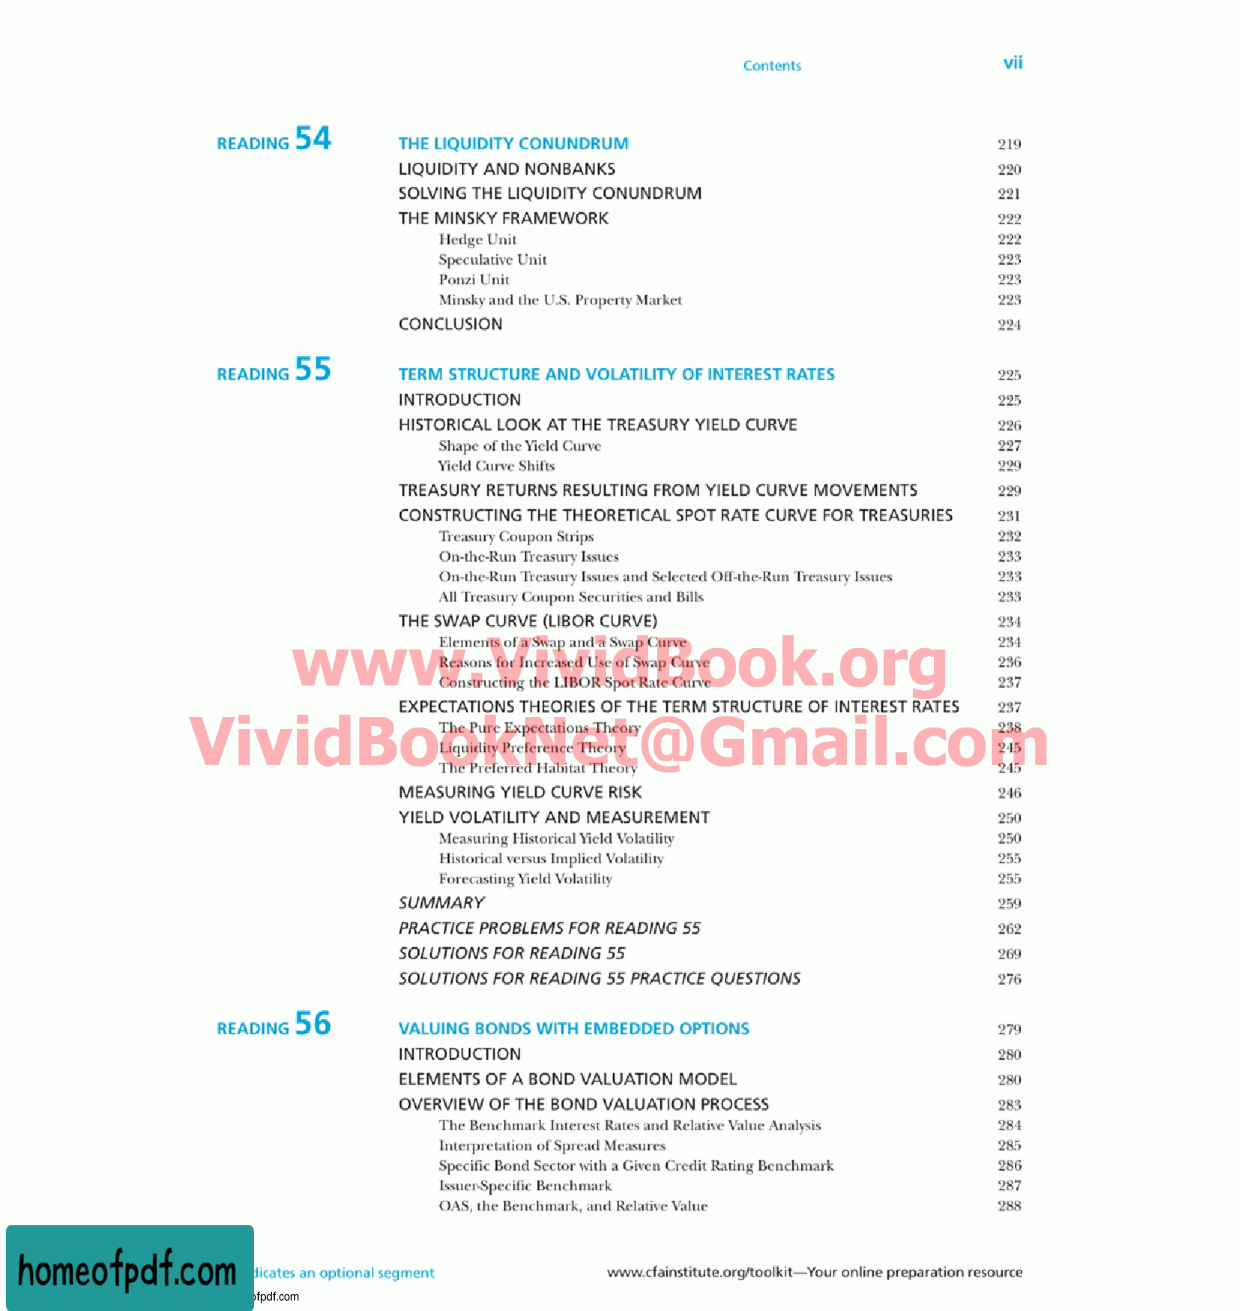 Contents vii
READING 54 THE LIQUIDITY CONUNDRUM 219
LIQUIDITY AND NONBANKS 220
SOLVING THE LIQUIDITY CONUNDRUM 221
THE MINSKY FRAMEWORK 222
Hedge Unit 222
Speculative Unit 223
Ponzi Unit 223
Minsky and the U.S. Property Market 223
CONCLUSION 224
READING 55 TERM STRUCTURE AND VOLATILITY OF INTEREST RATES 225
INTRODUCTION 225
HISTORICAL LOOK AT THE TREASURY YIELD CURVE 226
Shape of the Yield Curve 227
Yield Curve Shifts 229
TREASURY RETURNS RESULTING FROM YIELD CURVE MOVEMENTS 229
CONSTRUCTING THE THEORETICAL SPOT RATE CURVE FOR TREASURIES 231
Treasury Coupon Strips 232
On-the-Run Treasury Issues 233
On-the-Run Treasury Issues and Selected Off-the-Run Treasury Issues 233
All Treasury Coupon Securities and Bills 233
THE SWAP CURVE (LIBOR CURVE) 234
Elements of a Swap and a Swap Curve 234
www.VividBook.org
Reasons for Increased Use of Swap Curve 236
Constructing the LIBOR Spot Rate Curve 237
EXPECTATIONS THEORIES OF THE TERM STRUCTURE OF INTEREST RATES 237
The Pure Expectations Theory 238
VividBookNet@Gmail.com
Liquidity Preference Theory 245
The Preferred Habitat Theory 245
MEASURING YIELD CURVE RISK 246
YIELD VOLATILITY AND MEASUREMENT 250
Measuring Historical Yield Volatility 250
Historical versus Implied Volatility 255
Forecasting Yield Volatility 255
SUMMARY 259
PRACTICE PROBLEMS FOR READING 55 262
SOLUTIONS FOR READING 55 269
SOLUTIONS FOR READING 55 PRACTICE QUESTIONS 276
READING 56 VALUING BONDS WITH EMBEDDED OPTIONS 279
INTRODUCTION 280
ELEMENTS OF A BOND VALUATION MODEL 280
OVERVIEW OF THE BOND VALUATION PROCESS 283
The Benchmark Interest Rates and Relative Value Analysis 284
Interpretation of Spread Measures 285
Specific Bond Sector with a Given Credit Rating Benchmark 286
Issuer-Specific Benchmark 287
OAS, the Benchmark, and Relative Value 288
homeofpdf.com
dicates an optional segment www.cfainstitute.org/toolkit—Your online preparation resource
ofpdf.com